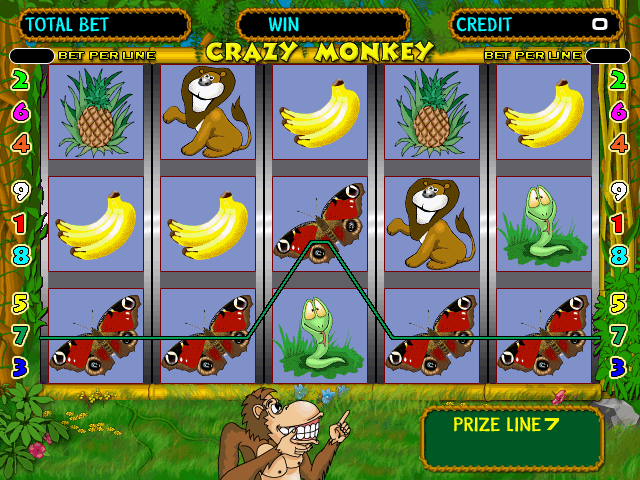 TOTAL BET
WIN
CREDIT 0
BET PER LINE
CRAZY MONKEY
BET PER LINE
2 2
6 6
4 4
9 9
1 1
8 8
5 5
7 7
3 3
PRIZE LINE 7